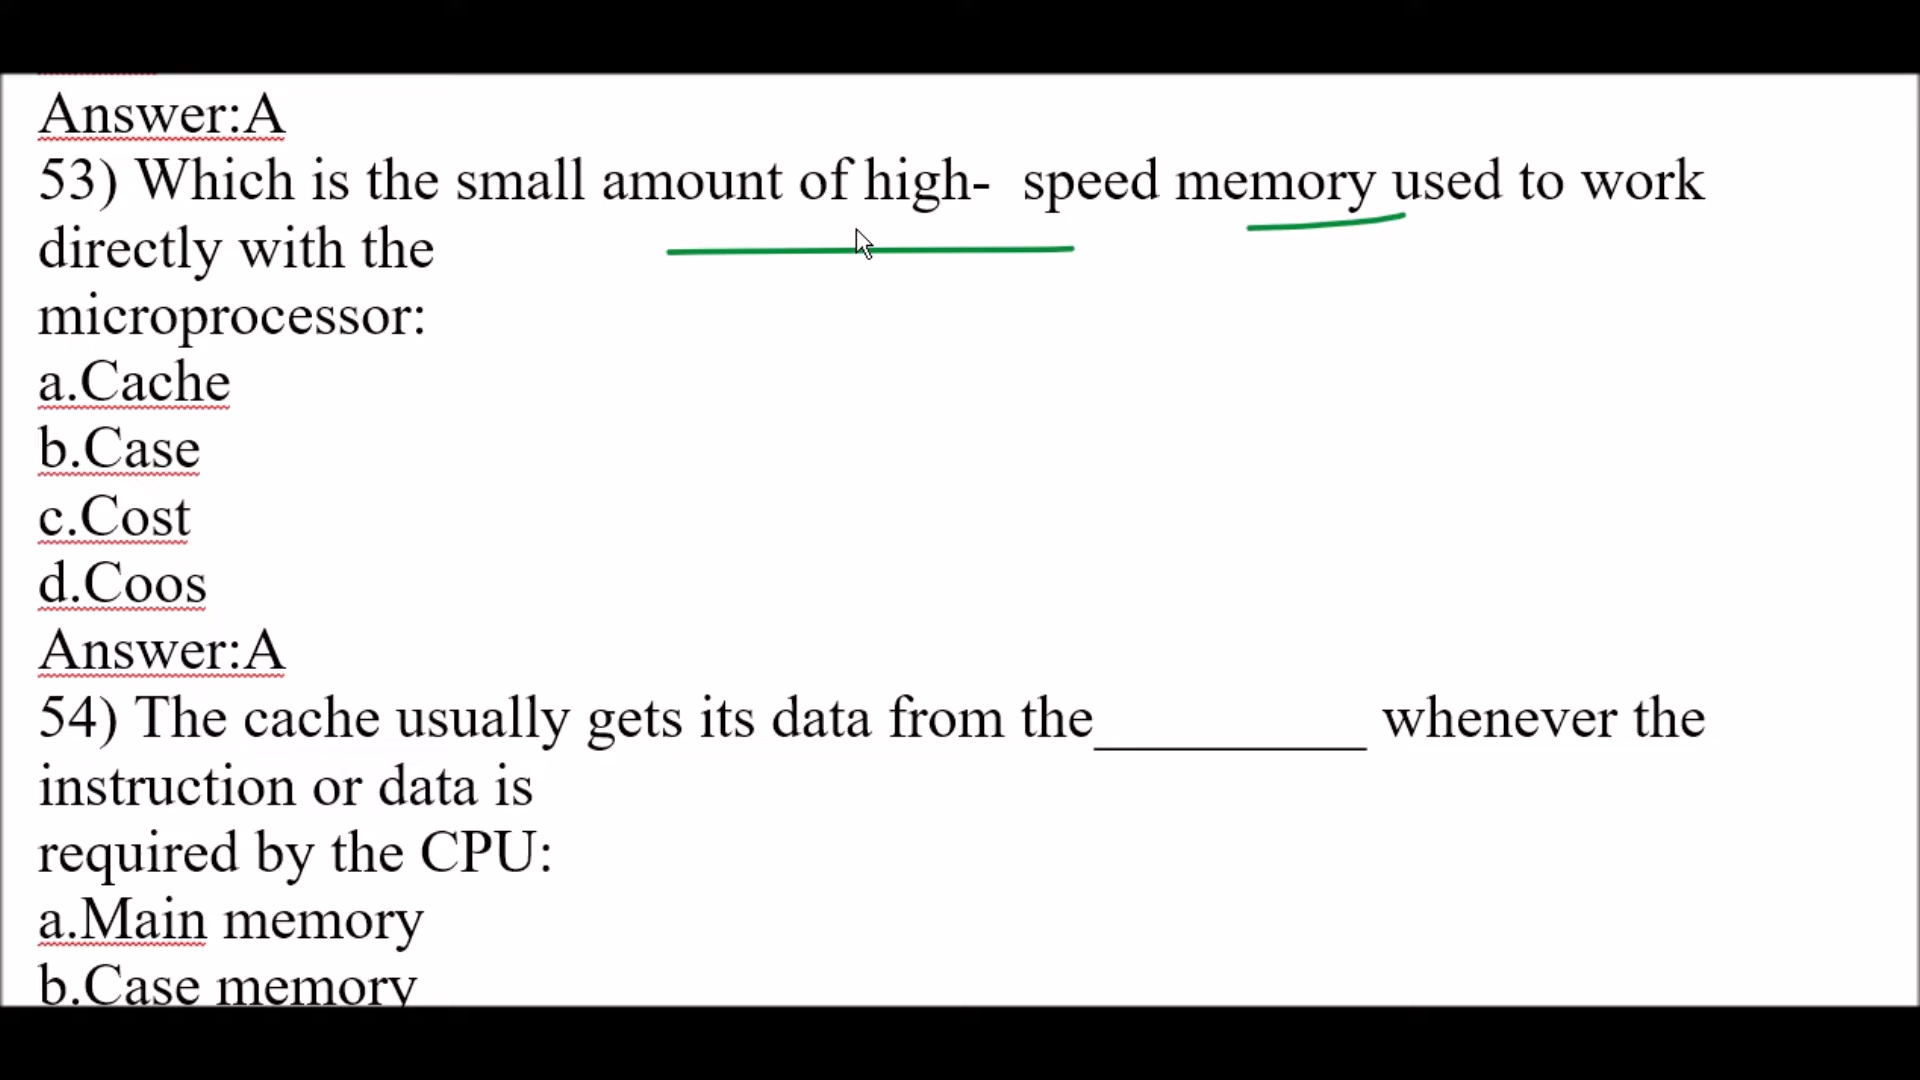 Answer:A
53) Which is the small amount of high-  speed memory used to work
directly with the
microprocessor:
a.Cache
b.Case
c.Cost
d.Coos
Answer:A
54) The cache usually gets its data from the_________ whenever the
instruction or data is
required by the CPU:
a.Main memory
b.Case memory